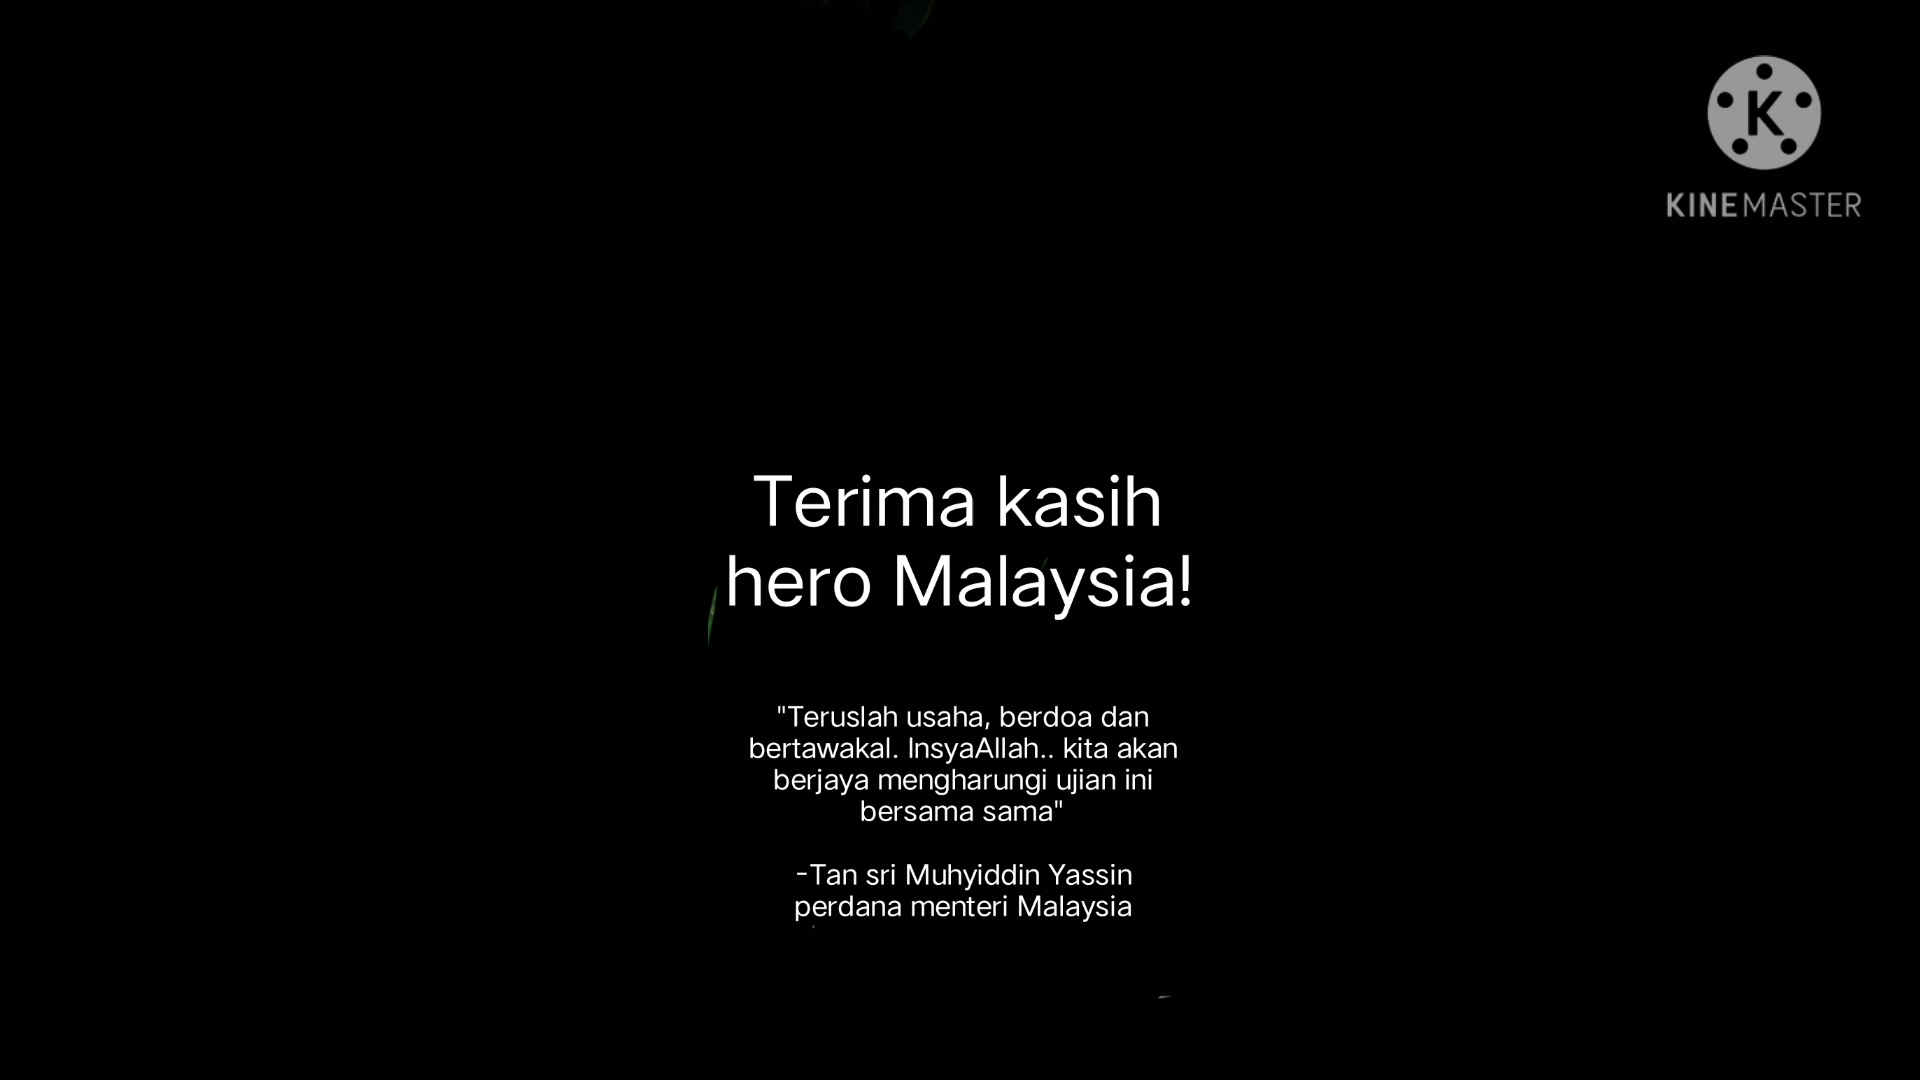 KINEMASTER
Terima kasih
hero Malaysia!
"Teruslah usaha, berdoa dan
bertawakal. InsyaAllah.. kita akan
berjaya mengharungi ujian ini
bersama sama"
-Tan sri Muhyiddin Yassin
perdana menteri Malaysia